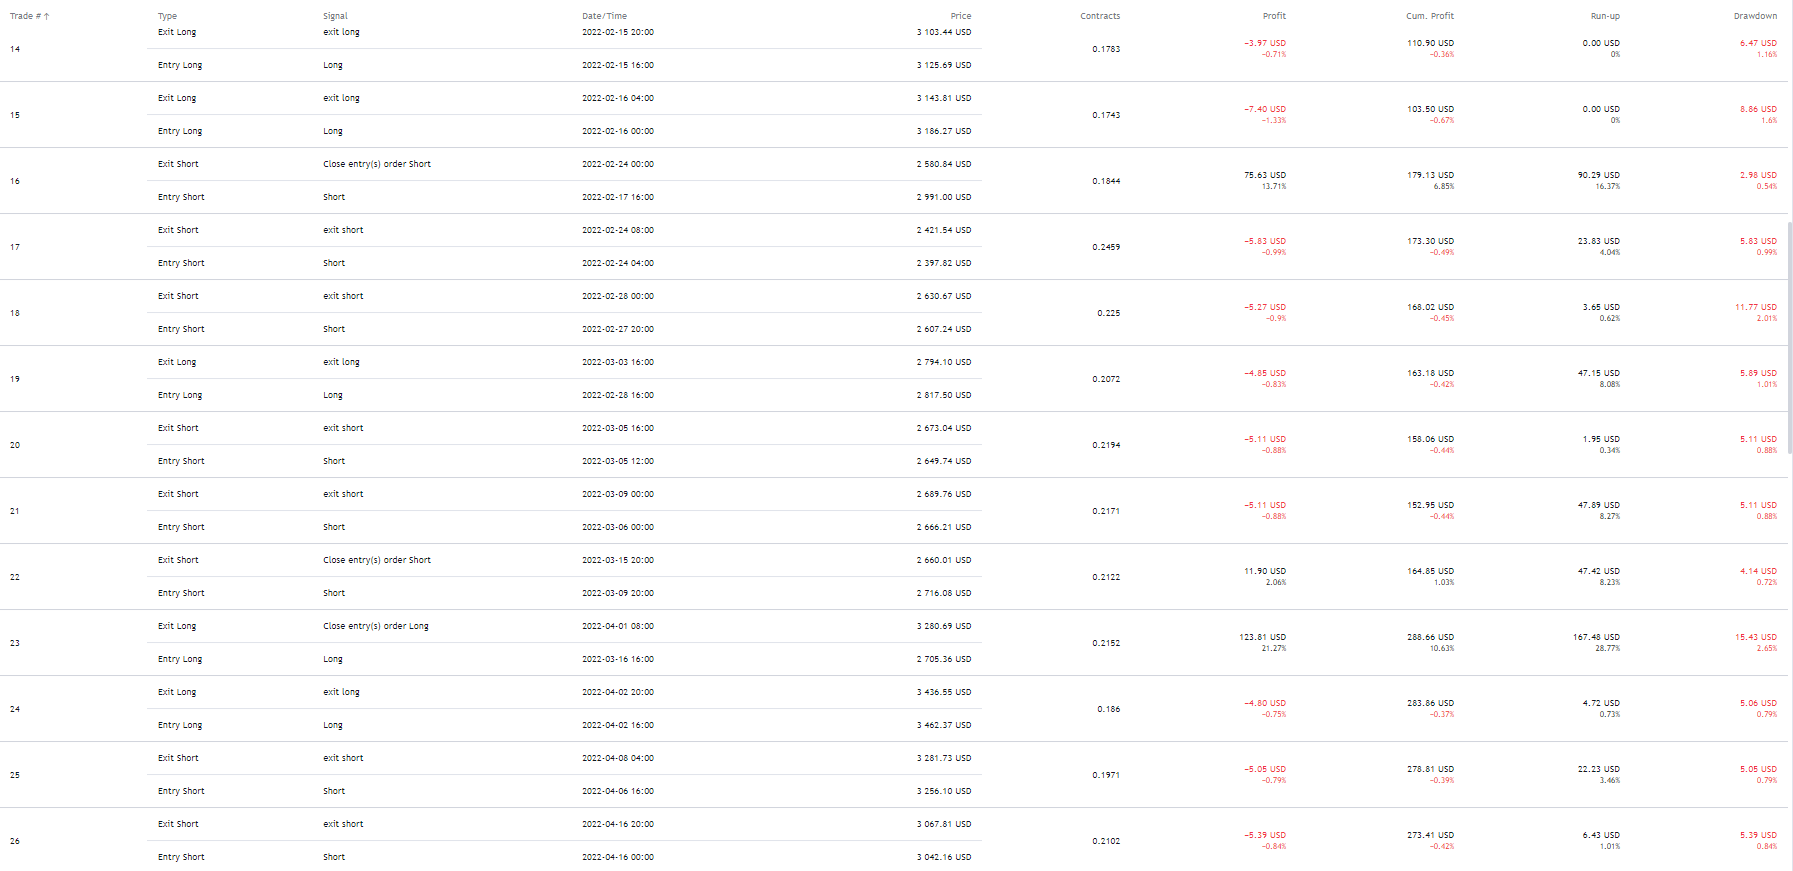 Trade # ↑ Type Signal Date/Time Price Contracts Profit Cum. Profit Run-up Drawdown
14 Exit Long exit long 2022-02-15 20:00 3 103.44 USD 0.1783 −3.97 USD 110.90 USD 0.00 USD 6.47 USD
−0.71% −0.36% 0% 1.16%
Entry Long Long 2022-02-15 16:00 3 125.69 USD
15 Exit Long exit long 2022-02-16 04:00 3 143.81 USD 0.1743 −7.40 USD 103.50 USD 0.00 USD 8.86 USD
−1.33% −0.67% 0% 1.6%
Entry Long Long 2022-02-16 00:00 3 186.27 USD
16 Exit Short Close entry(s) order Short 2022-02-24 00:00 2 580.84 USD 0.1844 75.63 USD 179.13 USD 90.29 USD 2.98 USD
13.71% 6.85% 16.37% 0.54%
Entry Short Short 2022-02-17 16:00 2 991.00 USD
17 Exit Short exit short 2022-02-24 08:00 2 421.54 USD 0.2459 −5.83 USD 173.30 USD 23.83 USD 5.83 USD
−0.99% −0.49% 4.04% 0.99%
Entry Short Short 2022-02-24 04:00 2 397.82 USD
18 Exit Short exit short 2022-02-28 00:00 2 630.67 USD 0.225 −5.27 USD 168.02 USD 3.65 USD 11.77 USD
−0.9% −0.45% 0.62% 2.01%
Entry Short Short 2022-02-27 20:00 2 607.24 USD
19 Exit Long exit long 2022-03-03 16:00 2 794.10 USD 0.2072 −4.85 USD 163.18 USD 47.15 USD 5.89 USD
−0.83% −0.42% 8.08% 1.01%
Entry Long Long 2022-02-28 16:00 2 817.50 USD
20 Exit Short exit short 2022-03-05 16:00 2 673.04 USD 0.2194 −5.11 USD 158.06 USD 1.95 USD 5.11 USD
−0.88% −0.44% 0.34% 0.88%
Entry Short Short 2022-03-05 12:00 2 649.74 USD
21 Exit Short exit short 2022-03-09 00:00 2 689.76 USD 0.2171 −5.11 USD 152.95 USD 47.89 USD 5.11 USD
−0.88% −0.44% 8.27% 0.88%
Entry Short Short 2022-03-06 00:00 2 666.21 USD
22 Exit Short Close entry(s) order Short 2022-03-15 20:00 2 660.01 USD 0.2122 11.90 USD 164.85 USD 47.42 USD 4.14 USD
2.06% 1.03% 8.23% 0.72%
Entry Short Short 2022-03-09 20:00 2 716.08 USD
23 Exit Long Close entry(s) order Long 2022-04-01 08:00 3 280.69 USD 0.2152 123.81 USD 288.66 USD 167.48 USD 15.43 USD
21.27% 10.63% 28.77% 2.65%
Entry Long Long 2022-03-16 16:00 2 705.36 USD
24 Exit Long exit long 2022-04-02 20:00 3 436.55 USD 0.186 −4.80 USD 283.86 USD 4.72 USD 5.06 USD
−0.75% −0.37% 0.73% 0.79%
Entry Long Long 2022-04-02 16:00 3 462.37 USD
25 Exit Short exit short 2022-04-08 04:00 3 281.73 USD 0.1971 −5.05 USD 278.81 USD 22.23 USD 5.05 USD
−0.79% −0.39% 3.46% 0.79%
Entry Short Short 2022-04-06 16:00 3 256.10 USD
26 Exit Short exit short 2022-04-16 20:00 3 067.81 USD 0.2102 −5.39 USD 273.41 USD 6.43 USD 5.39 USD
−0.84% −0.42% 1.01% 0.84%
Entry Short Short 2022-04-16 00:00 3 042.16 USD